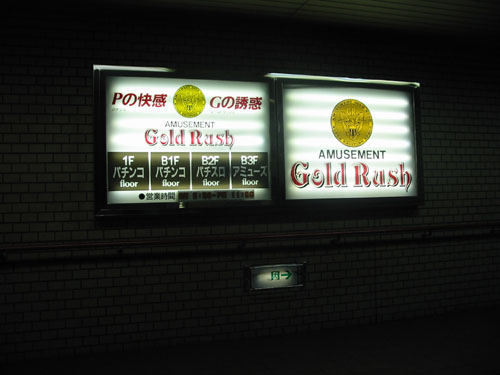 Pの快感 Gの誘惑
AMUSEMENT
Gold Rush
1F
パチンコ
floor
B1F
パチンコ
floor
B2F
パチスロ
floor
B3F
アミューズ
floor
●営業時間
AMUSEMENT
Gold Rush